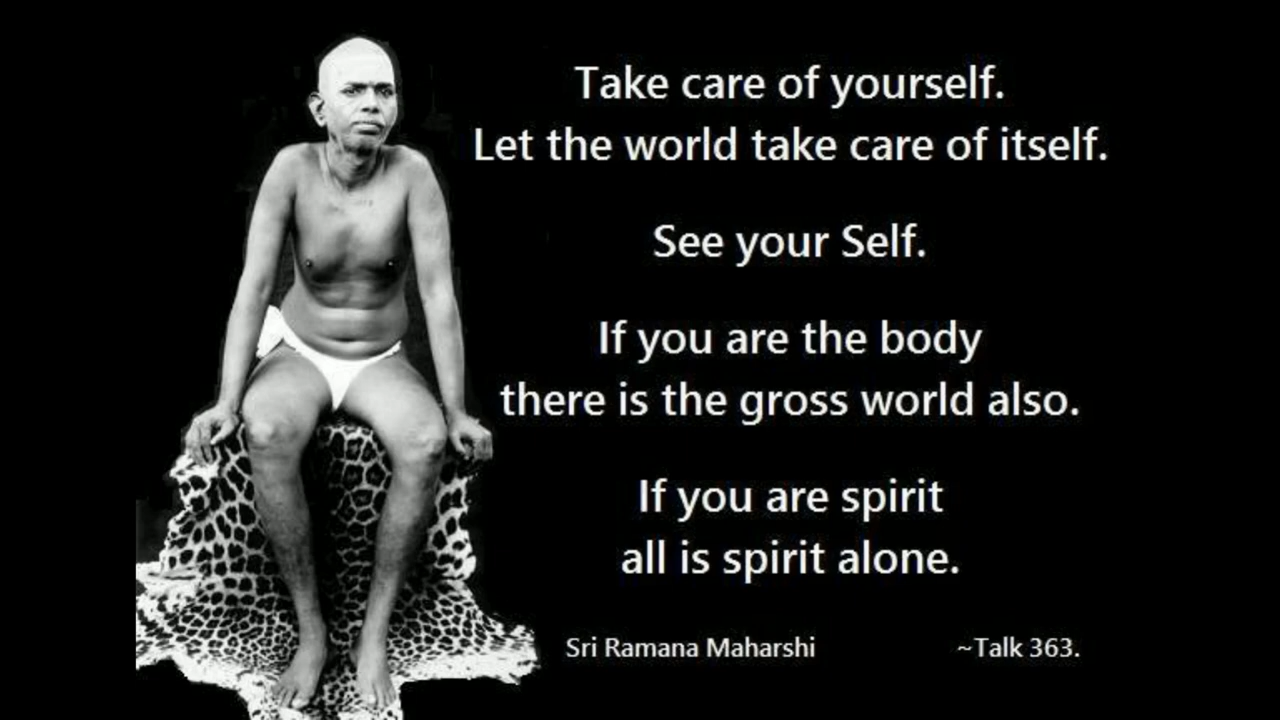 Take care of yourself.
Let the world take care of itself.
See your Self.
If you are the body
there is the gross world also.
If you are spirit
all is spirit alone.
Sri Ramana Maharshi ~Talk 363.